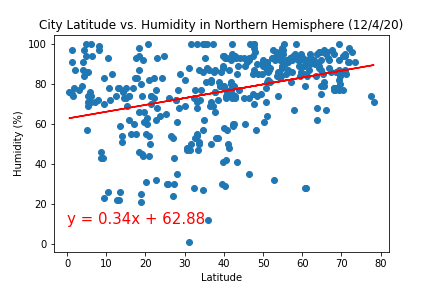 City Latitude vs. Humidity in Northern Hemisphere (12/4/20)
100
80
60
40
20
0
Humidity (%)
y = 0.34x + 62.88
0 10 20 30 40 50 60 70 80
Latitude